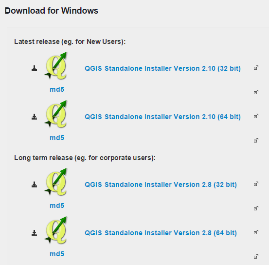 Download for Windows
Latest release (eg. for New Users):
QGIS Standalone Installer Version 2.10 (32 bit)
md5
QGIS Standalone Installer Version 2.10 (64 bit)
md5
Long term release (eg. for corporate users):
QGIS Standalone Installer Version 2.8 (32 bit)
md5
QGIS Standalone Installer Version 2.8 (64 bit)
md5